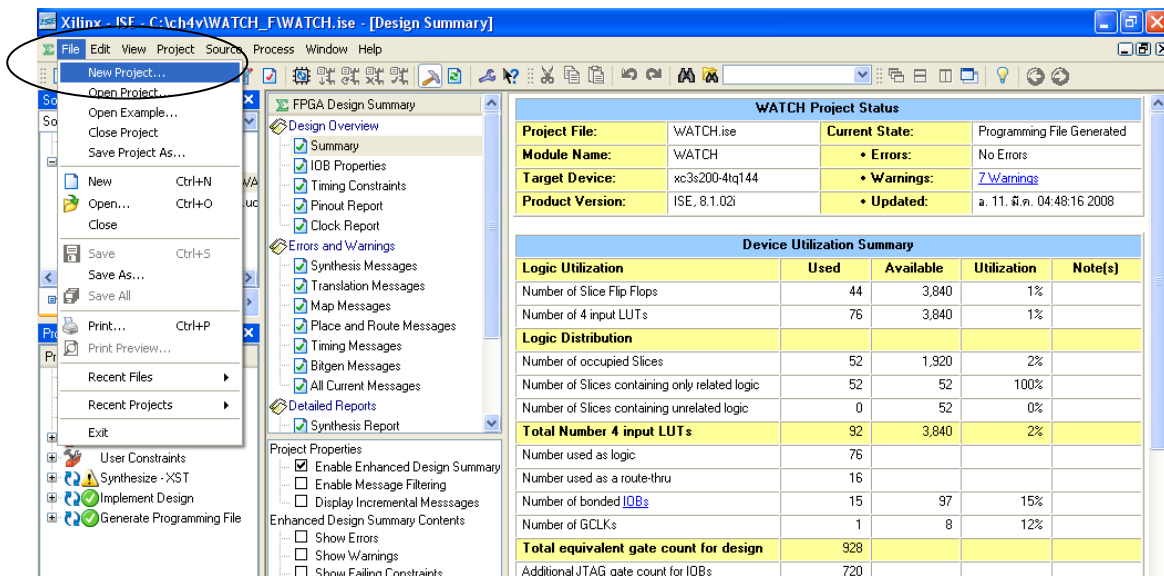 Xilinx - ISE - C:\ch4v\WATCH_F\WATCH.ise - [Design Summary]
File Edit View Project Source Process Window Help
New Project...
Open Project...
Open Example...
Close Project
Save Project As...
New Ctrl+N
Open... Ctrl+O
Close
Save Ctrl+S
Save As...
Save All
Print... Ctrl+P
Print Preview...
Recent Files
Recent Projects
Exit
User Constraints
Synthesize - XST
Implement Design
Generate Programming File
FPGA Design Summary
Design Overview
Summary
IOB Properties
Timing Constraints
Pinout Report
Clock Report
Errors and Warnings
Synthesis Messages
Translation Messages
Map Messages
Place and Route Messages
Timing Messages
Bitgen Messages
All Current Messages
Detailed Reports
Synthesis Report
Project Properties
Enable Enhanced Design Summary
Enable Message Filtering
Display Incremental Messsages
Enhanced Design Summary Contents
Show Errors
Show Warnings
Show Failing Constraints
WATCH Project Status
Project File: WATCH.ise Current State: Programming File Generated
Module Name: WATCH • Errors: No Errors
Target Device: xc3s200-4tq144 • Warnings: 7 Warnings
Product Version: ISE, 8.1.02i • Updated: อ. 11. มี.ค. 04:48:16 2008
Device Utilization Summary
Logic Utilization Used Available Utilization Note(s)
Number of Slice Flip Flops 44 3,840 1%
Number of 4 input LUTs 76 3,840 1%
Logic Distribution
Number of occupied Slices 52 1,920 2%
Number of Slices containing only related logic 52 52 100%
Number of Slices containing unrelated logic 0 52 0%
Total Number 4 input LUTs 92 3,840 2%
Number used as logic 76
Number used as a route-thru 16
Number of bonded IOBs 15 97 15%
Number of GCLKs 1 8 12%
Total equivalent gate count for design 928
Additional JTAG gate count for IOBs 720